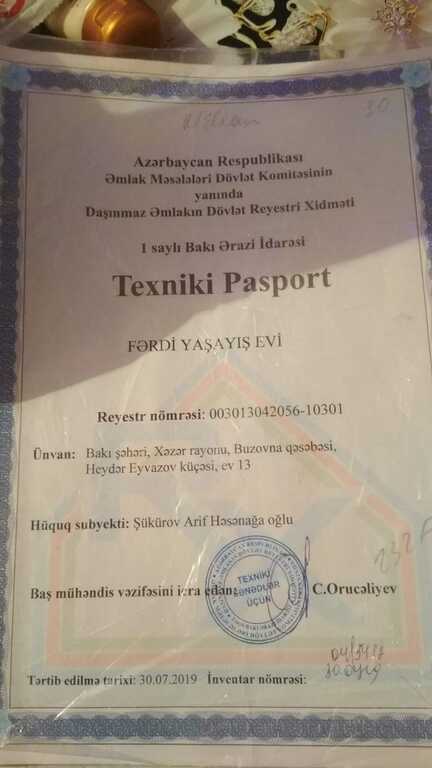 30
Azərbaycan Respublikası
Əmlak Məsələləri Dövlət Komitəsinin
yanında
Daşınmaz Əmlakın Dövlət Reyestri Xidməti
1 saylı Bakı Ərazi İdarəsi
Texniki Pasport
FƏRDİ YAŞAYIŞ EVİ
Reyestr nömrəsi: 003013042056-10301
Ünvan: Bakı şəhəri, Xəzər rayonu, Buzovna qəsəbəsi,
Heydər Eyvazov küçəsi, ev 13
Hüquq subyekti: Şükürov Arif Həsənağa oğlu
232
TEXNİKİ
SƏNƏDLƏR
ÜÇÜN
Baş mühəndis vəzifəsini icra edən: C.Orucəliyev
Tərtib edilmə tarixi: 30.07.2019 İnventar nömrəsi: